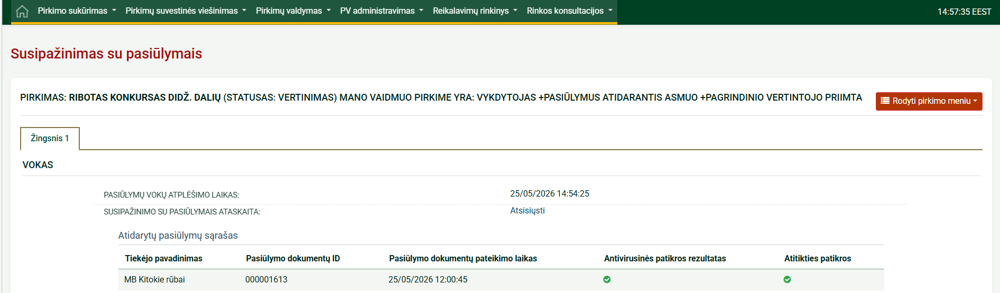 Pirkimo sukūrimas Pirkimų suvestinės viešinimas Pirkimų valdymas PV administravimas Reikalavimų rinkinys Rinkos konsultacijos 14:57:35 EEST
Susipažinimas su pasiūlymais
PIRKIMAS: RIBOTAS KONKURSAS DIDŽ. DALIŲ (STATUSAS: VERTINIMAS) MANO VAIDMUO PIRKIME YRA: VYKDYTOJAS +PASIŪLYMUS ATIDARANTIS ASMUO +PAGRINDINIO VERTINTOJO PRIIMTA
Rodyti pirkimo meniu
Žingsnis 1
VOKAS
PASIŪLYMŲ VOKŲ ATPLĖŠIMO LAIKAS: 25/05/2026 14:54:25
SUSIPAŽINIMO SU PASIŪLYMAIS ATASKAITA: Atsisiųsti
Atidarytų pasiūlymų sąrašas
Tiekėjo pavadinimas Pasiūlymo dokumentų ID Pasiūlymo dokumentų pateikimo laikas Antivirusinės patikros rezultatas Atitikties patikros
MB Kitokie rūbai 000001613 25/05/2026 12:00:45